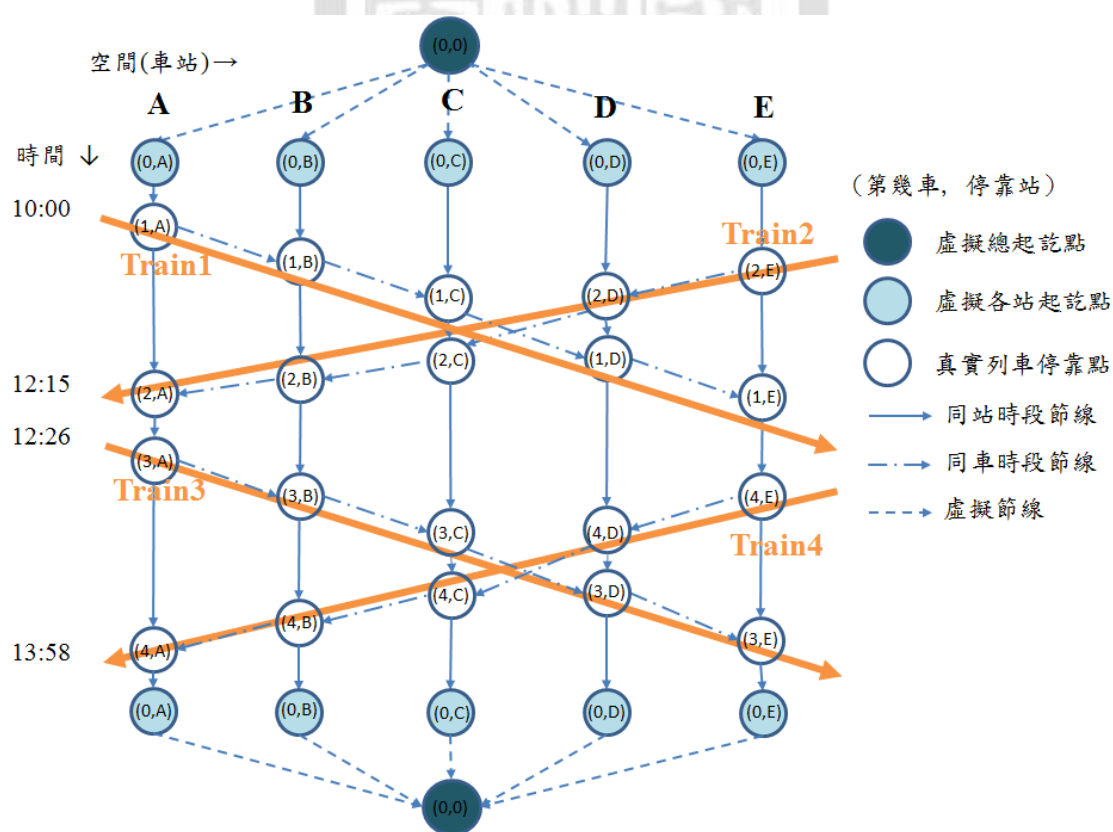 (0,0)
空間(車站)→
A B C D E
時間 ↓
(0,A) (0,B) (0,C) (0,D) (0,E)
(第幾車, 停靠站)
10:00
(1,A)
Train1
(1,B)
Train2
(2,E)
虛擬總起訖點
(1,C)
(2,D)
虛擬各站起訖點
(2,C)
(1,D)
真實列車停靠點
12:15
(2,A)
(2,B)
(1,E)
同站時段節線
12:26
(3,A)
同車時段節線
Train3
(3,B)
(4,E)
虛擬節線
(3,C)
(4,D)
Train4
(4,C)
(3,D)
(4,B)
(3,E)
13:58
(4,A)
(0,A) (0,B) (0,C) (0,D) (0,E)
(0,0)